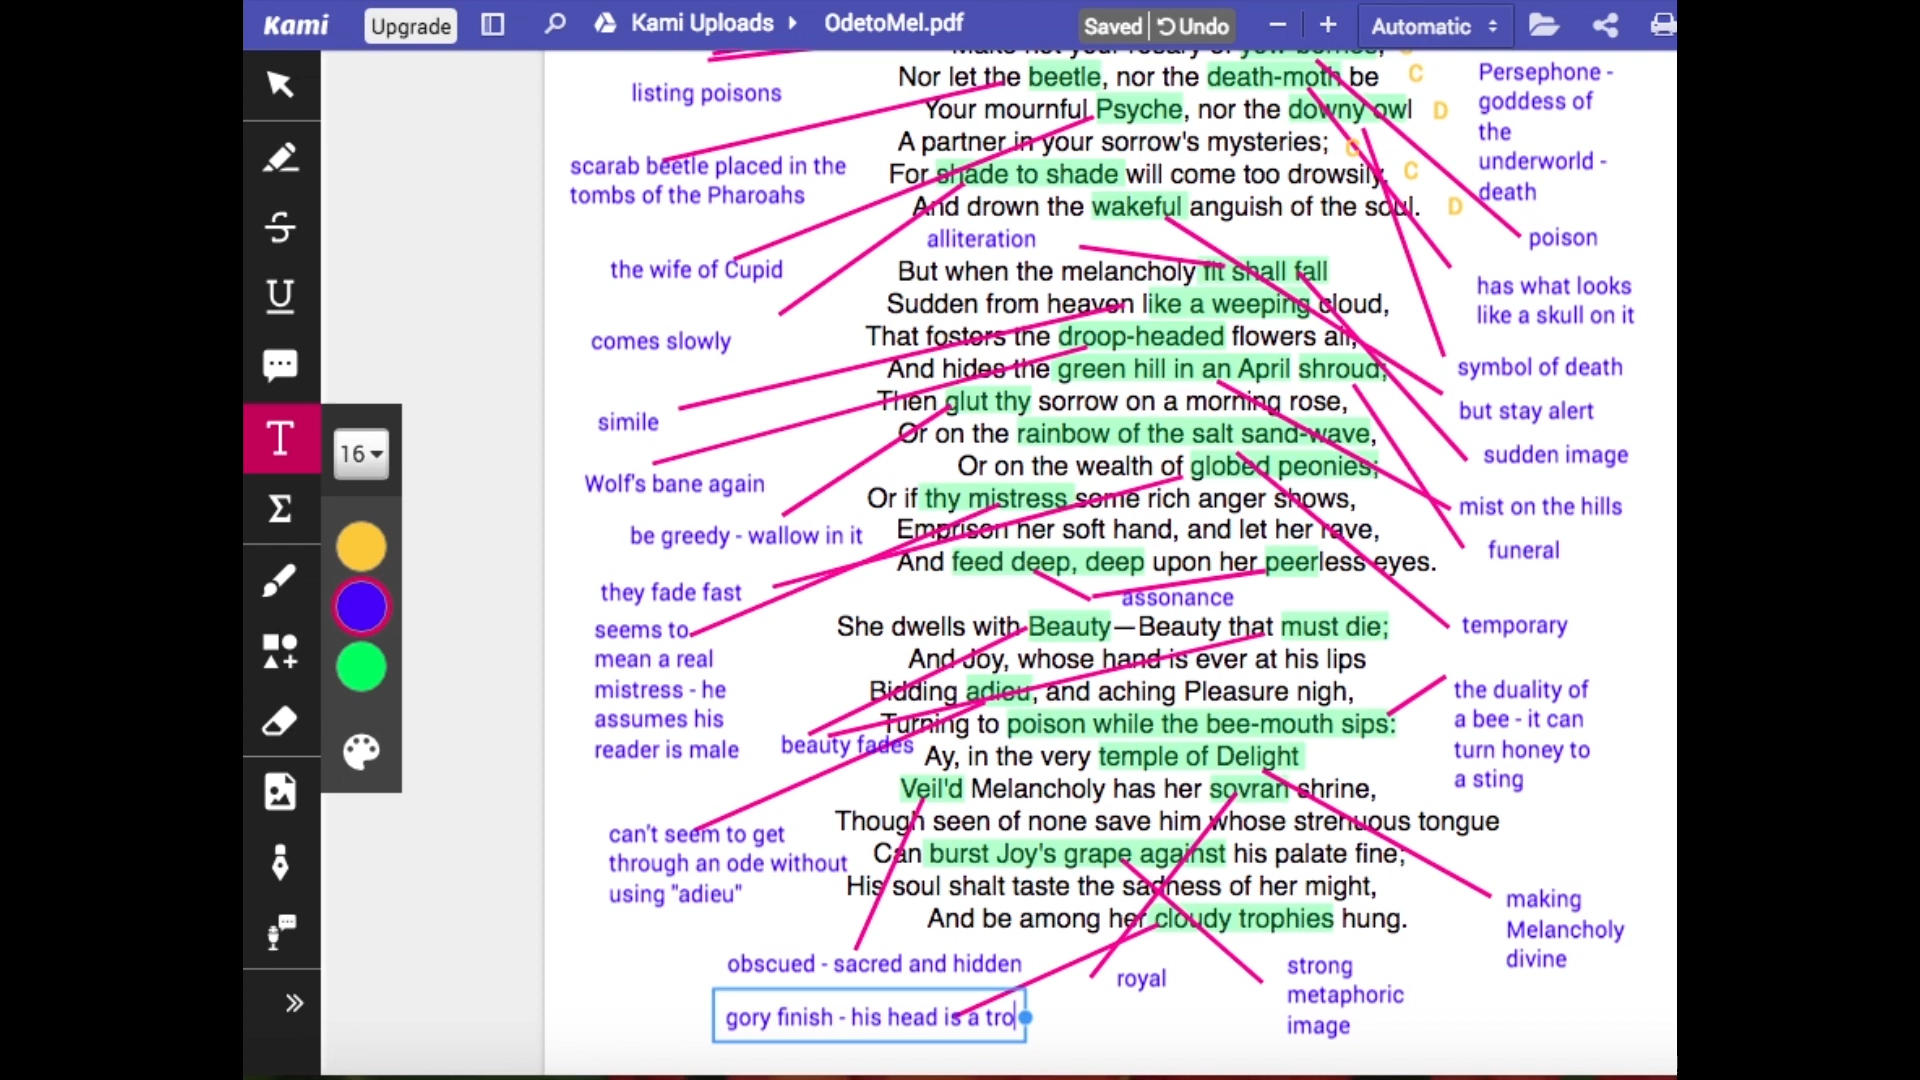 Kami
Upgrade
Kami Uploads
OdetoMel.pdf
Saved
Undo
Automatic
16
T
U
S
Σ
Make not your rosary of yew-berries,
Nor let the beetle, nor the death-moth be C
Your mournful Psyche, nor the downy owl D
A partner in your sorrow's mysteries;
For shade to shade will come too drowsily, C
And drown the wakeful anguish of the soul. D
alliteration
But when the melancholy fit shall fall
Sudden from heaven like a weeping cloud,
That fosters the droop-headed flowers all,
And hides the green hill in an April shroud;
Then glut thy sorrow on a morning rose,
Or on the rainbow of the salt sand-wave,
Or on the wealth of globed peonies;
Or if thy mistress some rich anger shows,
Emprison her soft hand, and let her rave,
And feed deep, deep upon her peerless eyes.
assonance
She dwells with Beauty—Beauty that must die;
And Joy, whose hand is ever at his lips
Bidding adieu, and aching Pleasure nigh,
Turning to poison while the bee-mouth sips:
Ay, in the very temple of Delight
Veil'd Melancholy has her sovran shrine,
Though seen of none save him whose strenuous tongue
Can burst Joy's grape against his palate fine;
His soul shalt taste the sadness of her might,
And be among her cloudy trophies hung.
listing poisons
scarab beetle placed in the
tombs of the Pharoahs
the wife of Cupid
comes slowly
simile
Wolf's bane again
be greedy - wallow in it
they fade fast
seems to
mean a real
mistress - he
assumes his
reader is male
beauty fades
can't seem to get
through an ode without
using "adieu"
obscued - sacred and hidden
gory finish - his head is a tro
Persephone -
goddess of
the
underworld -
death
poison
has what looks
like a skull on it
symbol of death
but stay alert
sudden image
mist on the hills
funeral
temporary
the duality of
a bee - it can
turn honey to
a sting
making
Melancholy
divine
royal
strong
metaphoric
image